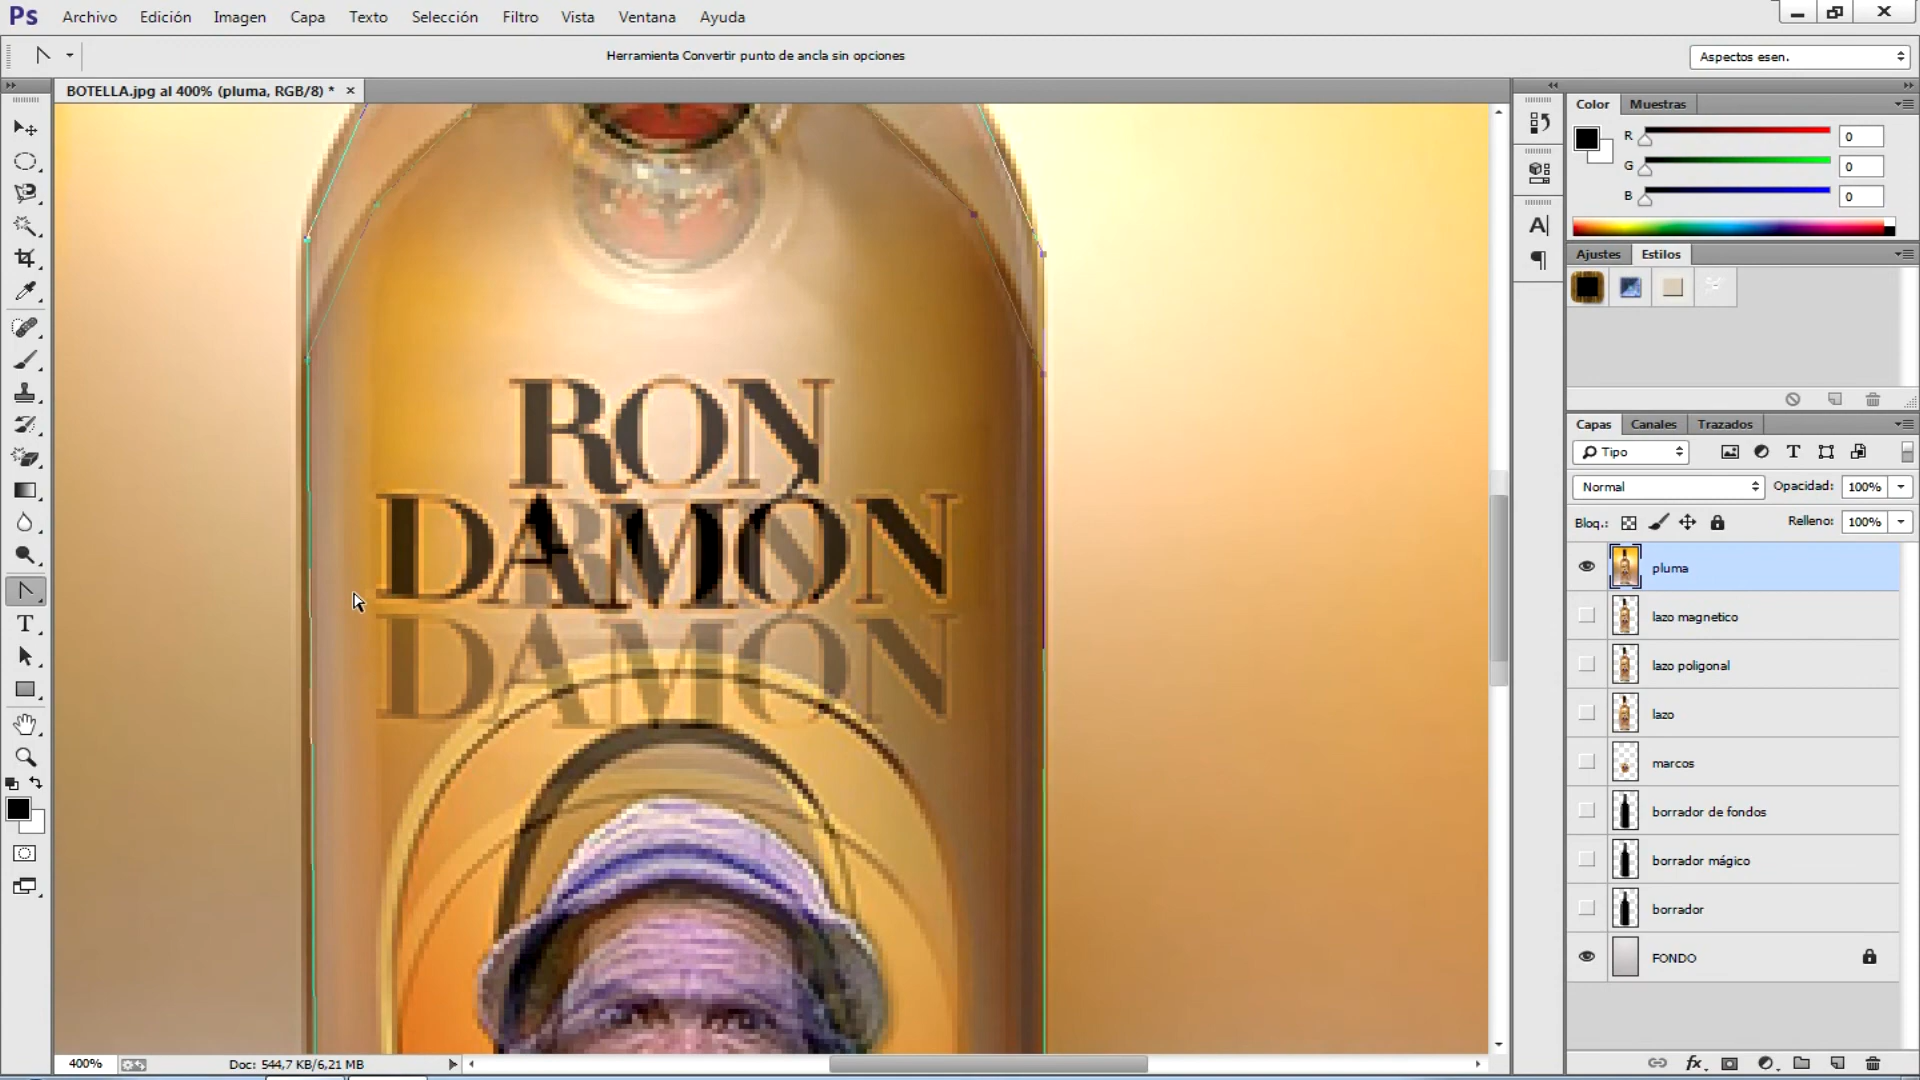 Ps Archivo Edición Imagen Capa Texto Selección Filtro Vista Ventana Ayuda
Herramienta Convertir punto de ancla sin opciones
Aspectos esen.
BOTELLA.jpg al 400% (pluma, RGB/8) *
Color Muestras
R 0
G 0
B 0
Ajustes Estilos
RON
DAMÓN
DAMON
Capas Canales Trazados
Tipo
Normal Opacidad: 100%
Bloq.: Relleno: 100%
pluma
lazo magnetico
lazo poligonal
lazo
marcos
borrador de fondos
borrador mágico
borrador
FONDO
400% Doc: 544,7 KB/6,21 MB